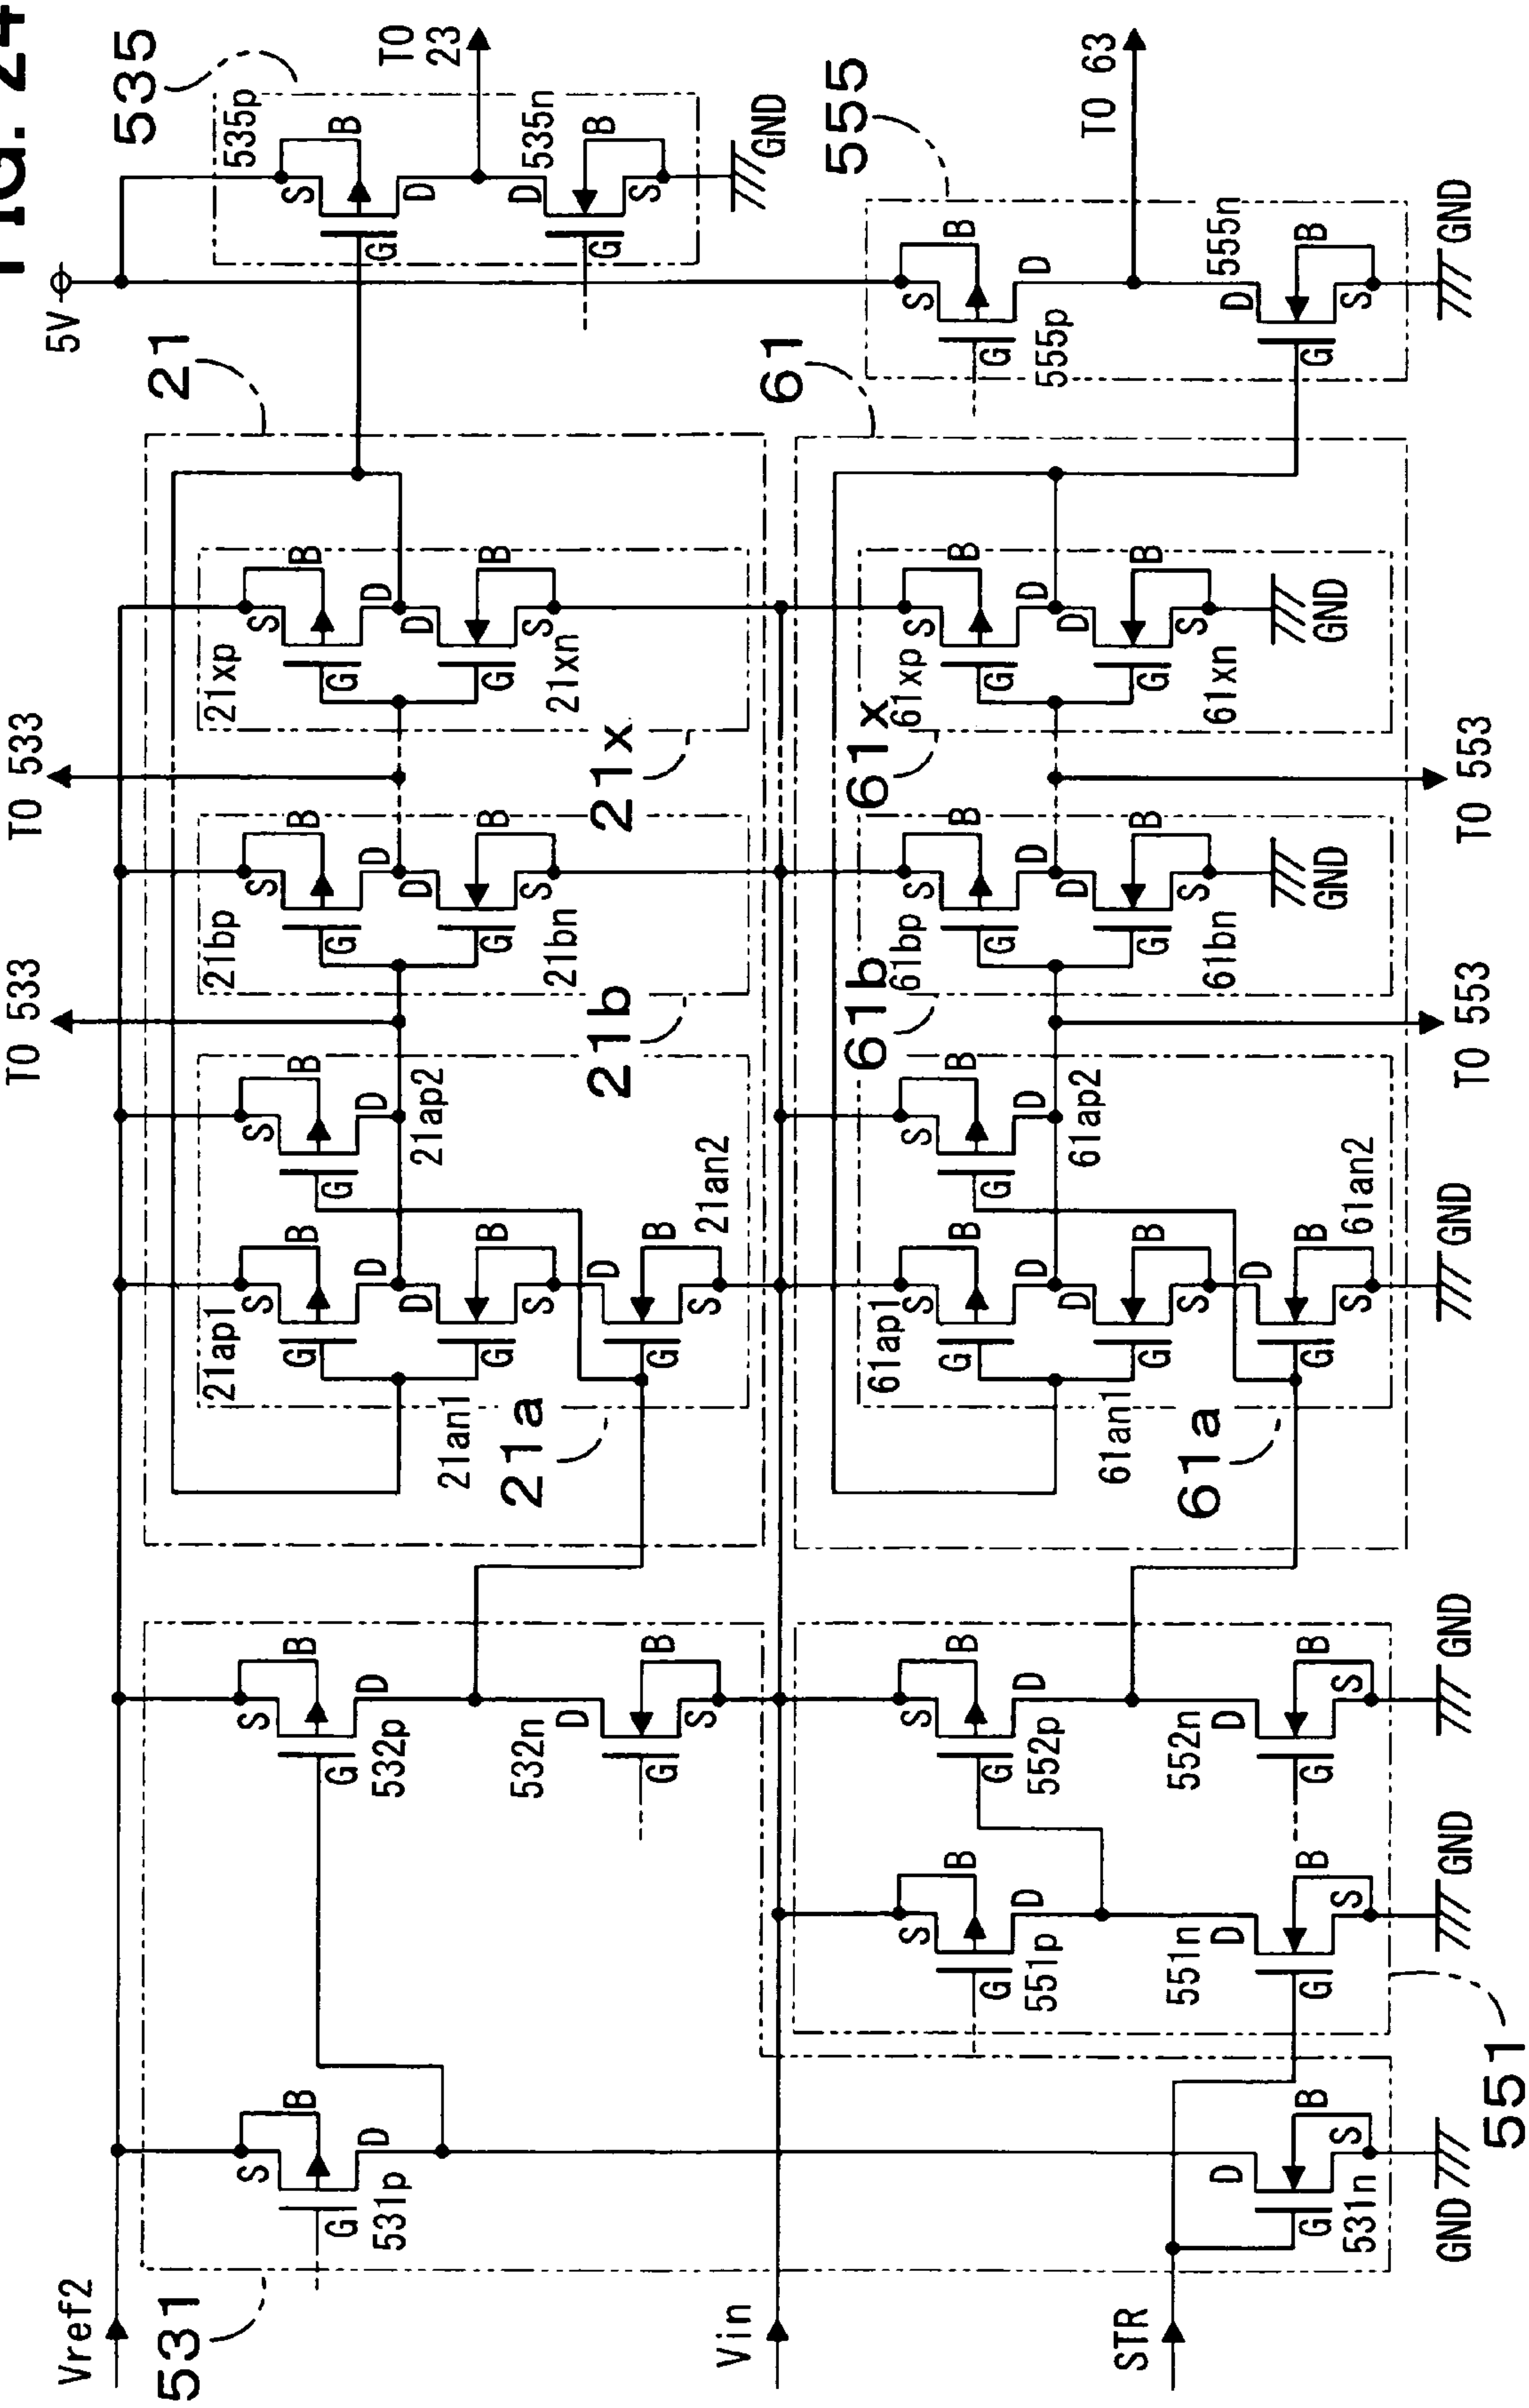 FIG. 24
Vref2
531
S
B
G
D
531p
S
B
G
D
532p
D
B
G
S
532n
Vin
STR
D
B
G
S
531n
GND
551
S
B
G
D
551p
D
B
G
S
551n
GND
S
B
G
D
552p
D
B
G
S
552n
GND
21
21a
S
B
G
D
21ap1
S
B
G
D
21ap2
D
B
G
S
21an1
D
B
G
S
21an2
TO 533
21b
S
B
G
D
21bp
D
B
G
S
21bn
TO 533
21x
S
B
G
D
21xp
D
B
G
S
21xn
61
61a
S
B
G
D
61ap1
S
B
G
D
61ap2
D
B
G
S
61an1
D
B
G
S
61an2
GND
TO 553
61b
S
B
G
D
61bp
D
B
G
S
61bn
GND
TO 553
61x
S
B
G
D
61xp
D
B
G
S
61xn
GND
5V
535
S
B
G
D
535p
D
B
G
S
535n
GND
TO
23
555
S
B
G
D
555p
D
B
G
S
555n
GND
TO 63